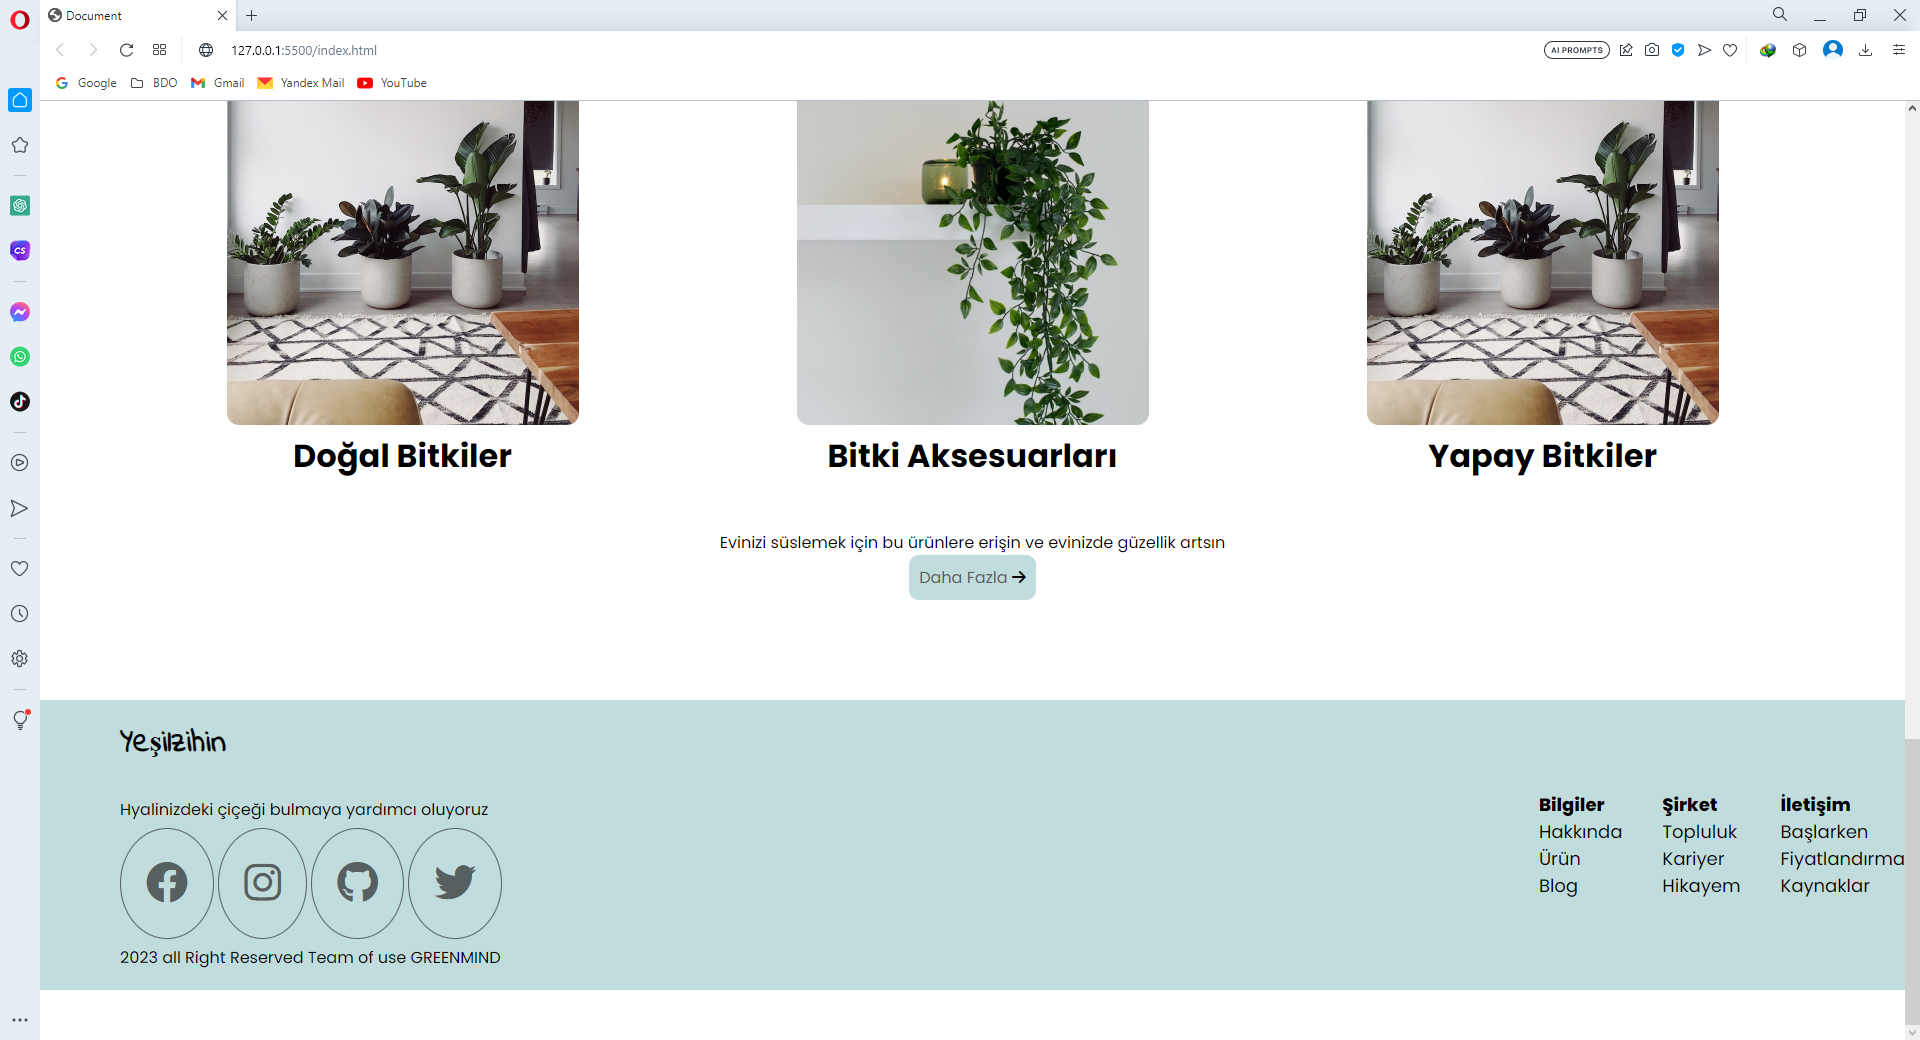 Document
127.0.0.1:5500/index.html
AI PROMPTS
Google
BDO
Gmail
Yandex Mail
YouTube
CS
Doğal Bitkiler
Bitki Aksesuarları
Yapay Bitkiler
Evinizi süslemek için bu ürünlere erişin ve evinizde güzellik artsın
Daha Fazla →
Yeşilzihin
Hyalinizdeki çiçeği bulmaya yardımcı oluyoruz
2023 all Right Reserved Team of use GREENMIND
Bilgiler
Hakkında
Ürün
Blog
Şirket
Topluluk
Kariyer
Hikayem
İletişim
Başlarken
Fiyatlandırma
Kaynaklar